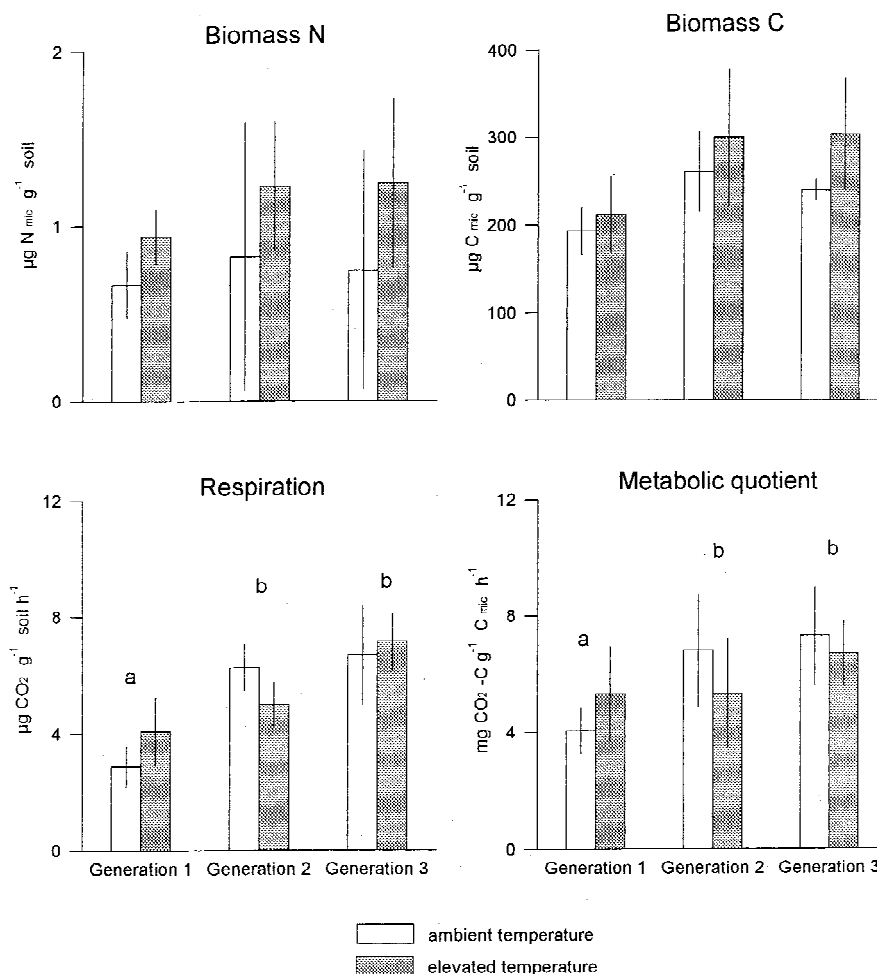 Biomass N
2
1
0
µg N mic g⁻¹ soil
Biomass C
400
300
200
100
0
µg C mic g⁻¹ soil
Respiration
12
8
4
0
µg CO₂ g⁻¹ soil h⁻¹
a
b
b
Generation 1 Generation 2 Generation 3
Metabolic quotient
12
8
4
0
mg CO₂ -C g⁻¹ C mic h⁻¹
a
b
b
Generation 1 Generation 2 Generation 3
ambient temperature
elevated temperature